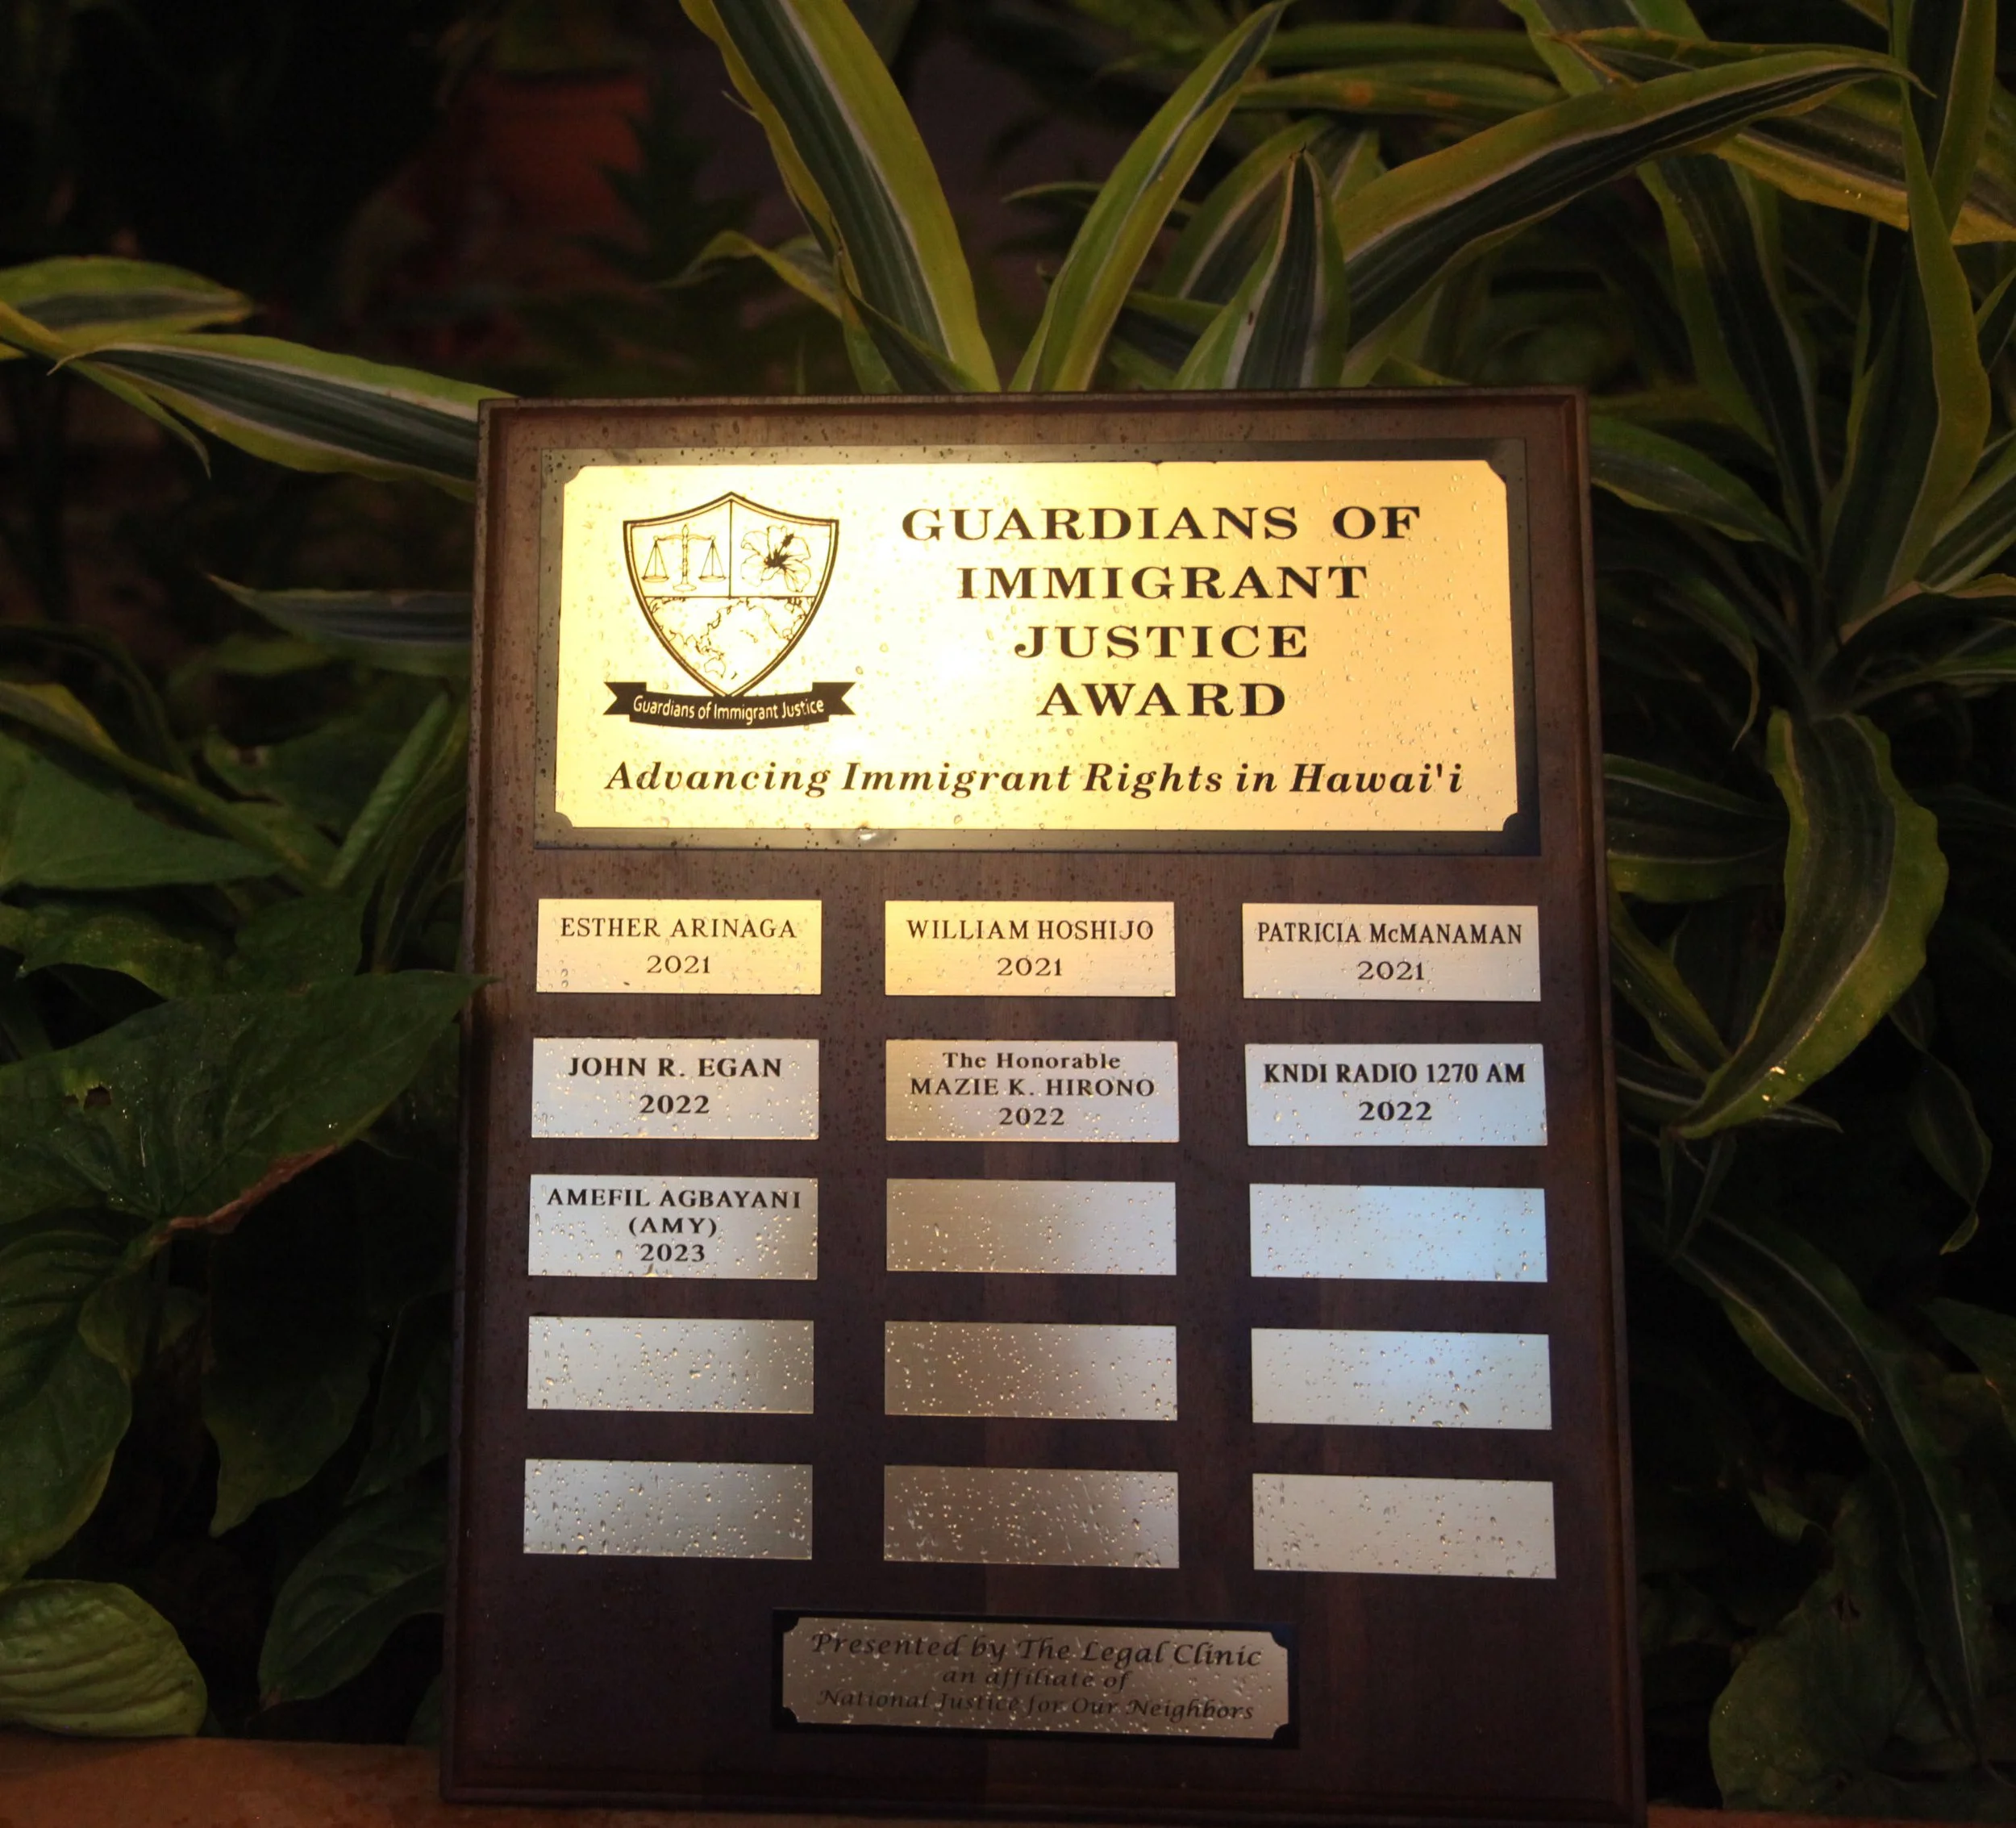 GUARDIANS OF
IMMIGRANT
JUSTICE
AWARD
Guardians of Immigrant Justice
Advancing Immigrant Rights in Hawai'i
ESTHER ARINAGA
2021
WILLIAM HOSHIJO
2021
PATRICIA McMANAMAN
2021
JOHN R. EGAN
2022
The Honorable
MAZIE K. HIRONO
2022
KNDI RADIO 1270 AM
2022
AMEFIL AGBAYANI
(AMY)
2023
Presented by The Legal Clinic
an affiliate of
National Justice for Our Neighbors